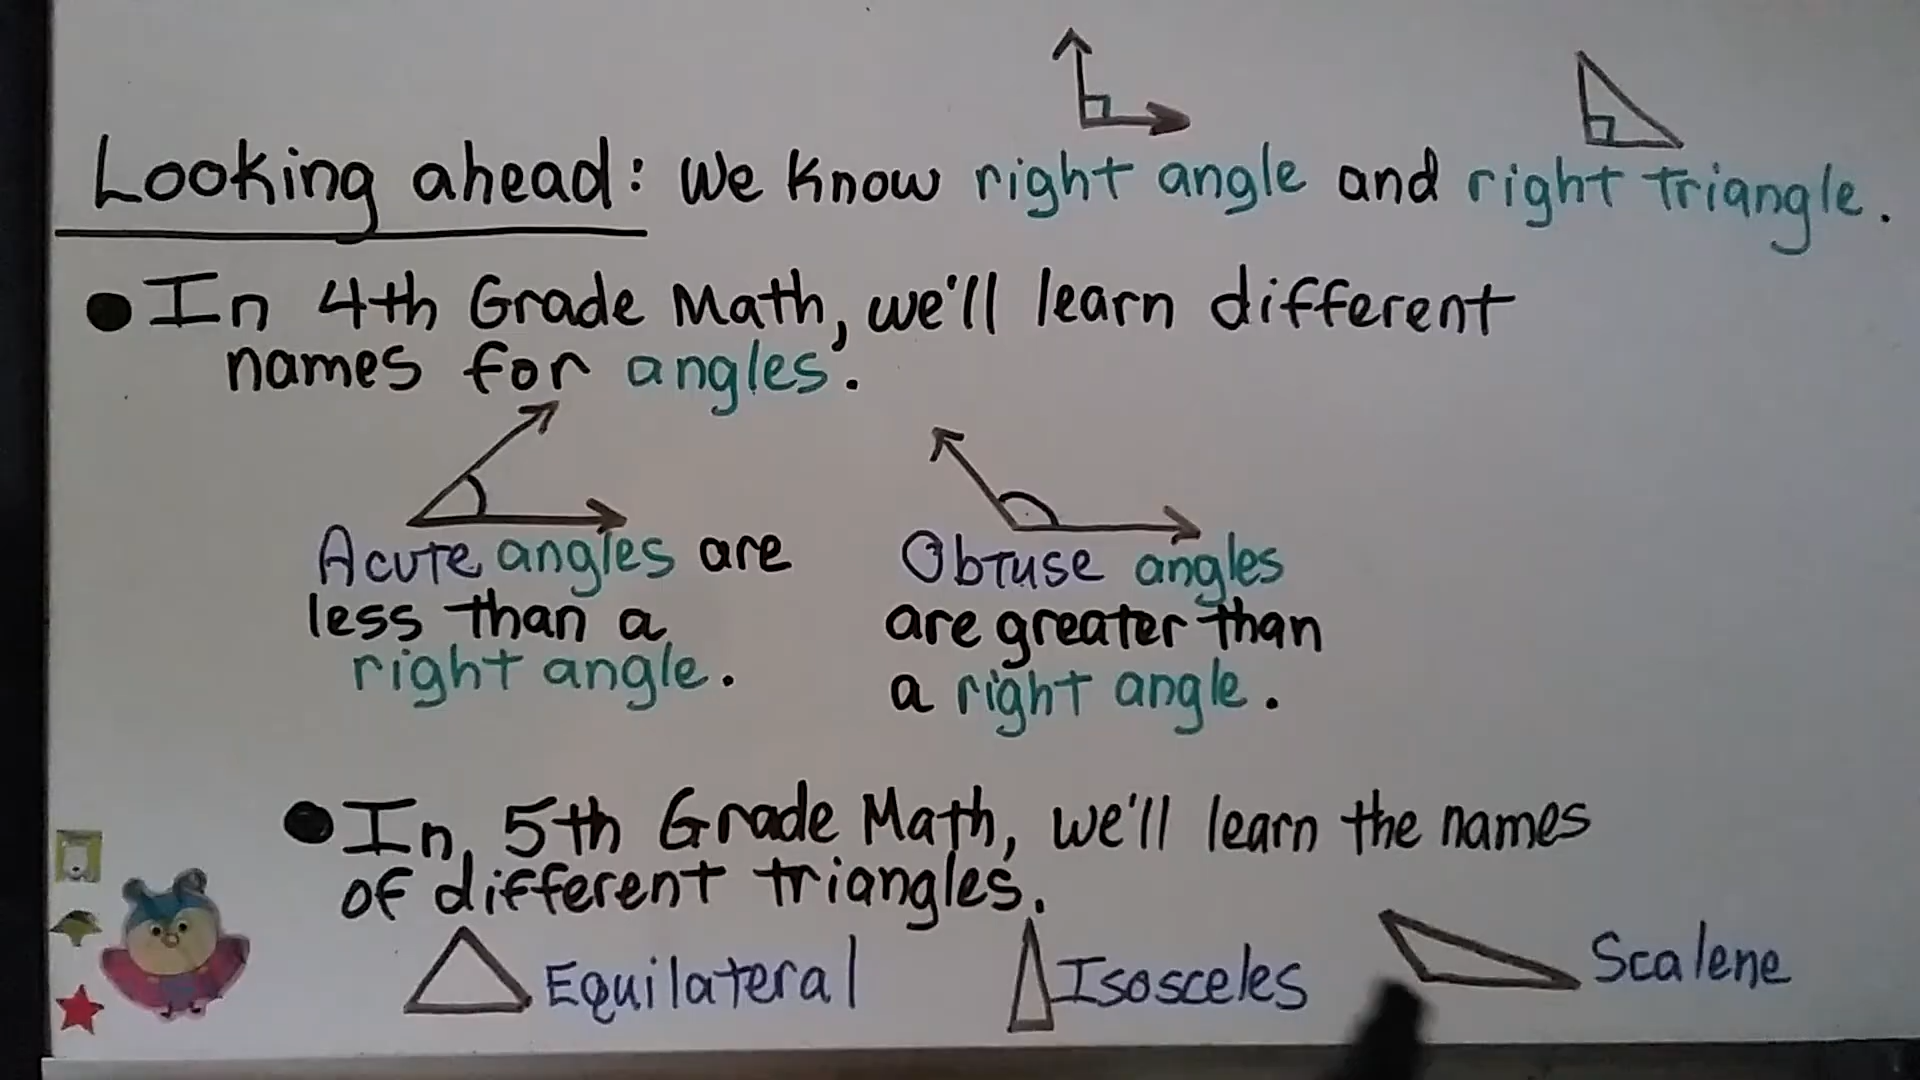 Looking ahead: We know right angle and right triangle.
• In 4th Grade Math, we'll learn different
names for angles.
Acute angles are
less than a
right angle.
Obtuse angles
are greater than
a right angle.
• In 5th Grade Math, we'll learn the names
of different triangles.
Equilateral
Isosceles
Scalene